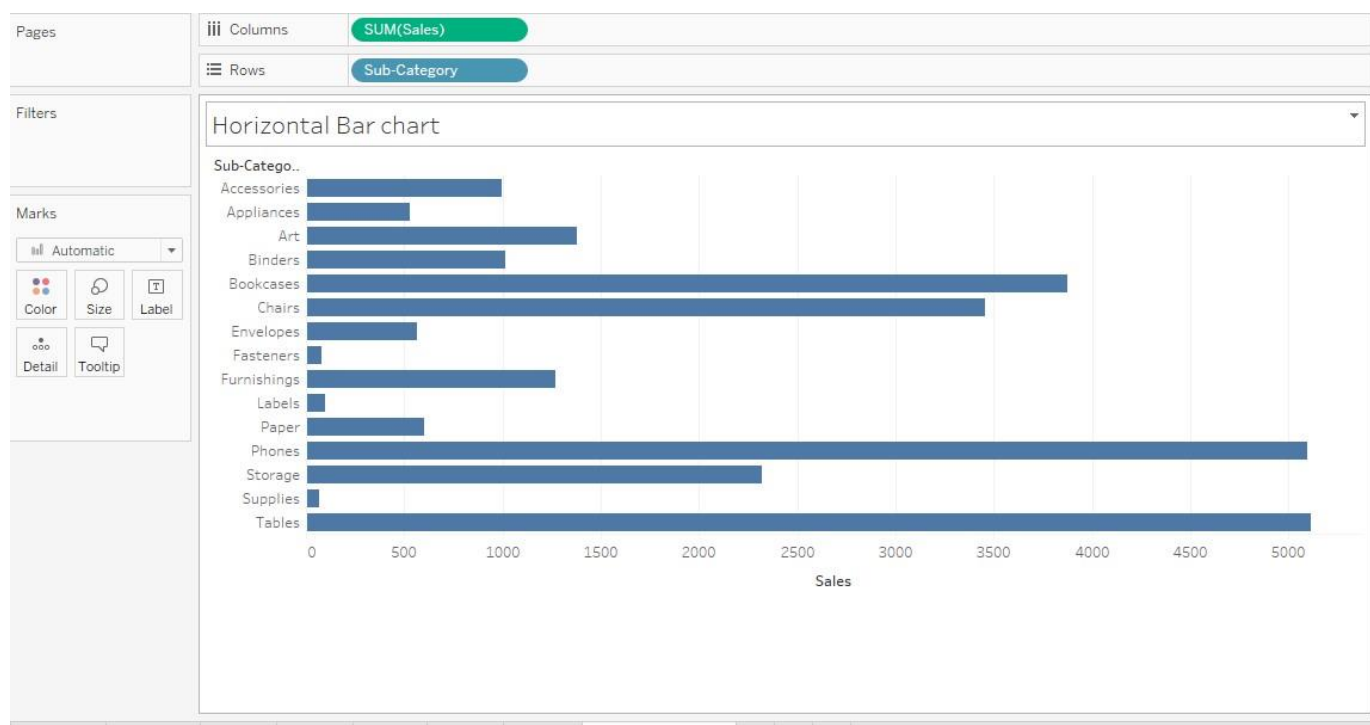 Pages
Columns SUM(Sales)
Rows Sub-Category
Filters
Horizontal Bar chart
Marks
Automatic
Color Size Label
Detail Tooltip
Sub-Catego..
Accessories
Appliances
Art
Binders
Bookcases
Chairs
Envelopes
Fasteners
Furnishings
Labels
Paper
Phones
Storage
Supplies
Tables
0 500 1000 1500 2000 2500 3000 3500 4000 4500 5000
Sales